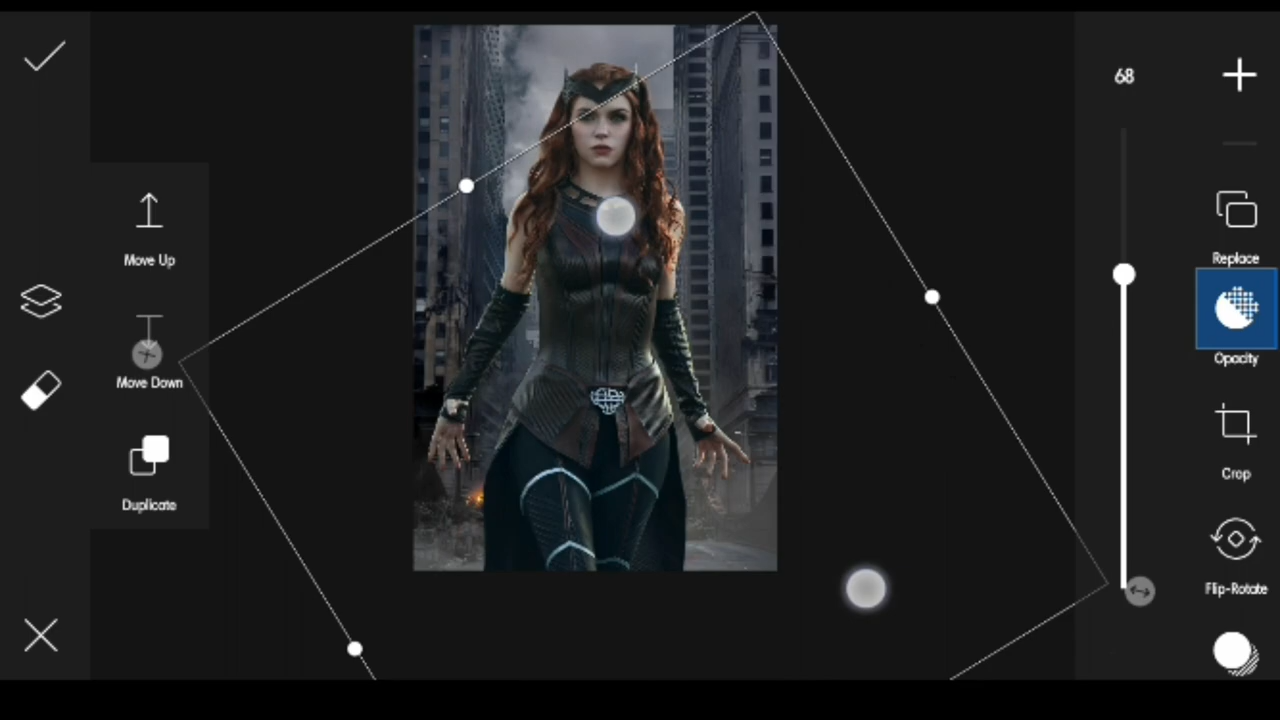 68
Move Up
Move Down
Duplicate
Replace
Opacity
Crop
Flip-Rotate